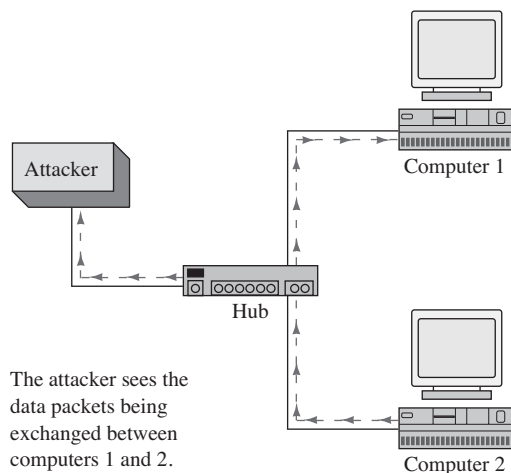 Attacker
Computer 1
Hub
The attacker sees the
data packets being
exchanged between
computers 1 and 2.
Computer 2